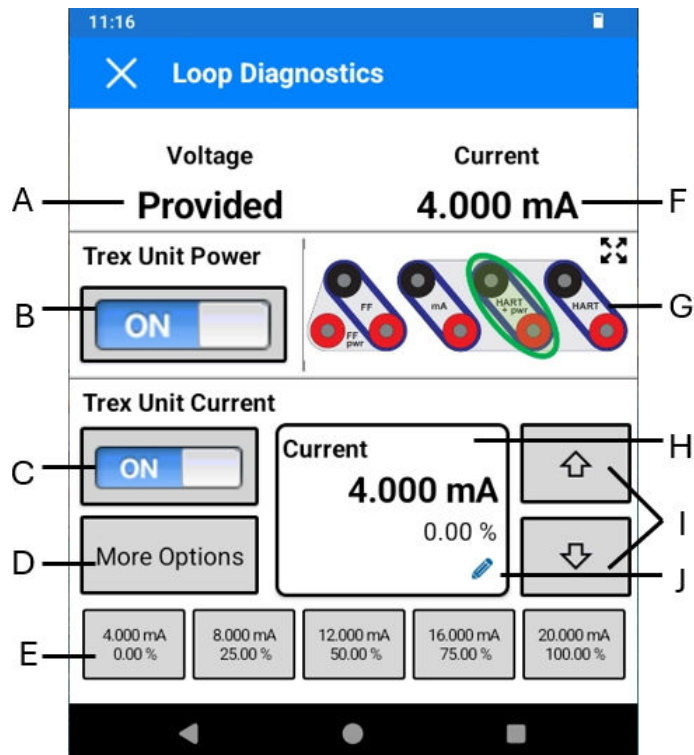 11:16
Loop Diagnostics
Voltage
Current
A
Provided
4.000 mA
F
Trex Unit Power
B
ON
FF
FF
pwr
mA
HART
+ pwr
HART
G
Trex Unit Current
C
ON
Current
H
4.000 mA
0.00 %
I
D
More Options
J
E
4.000 mA
0.00 %
8.000 mA
25.00 %
12.000 mA
50.00 %
16.000 mA
75.00 %
20.000 mA
100.00 %